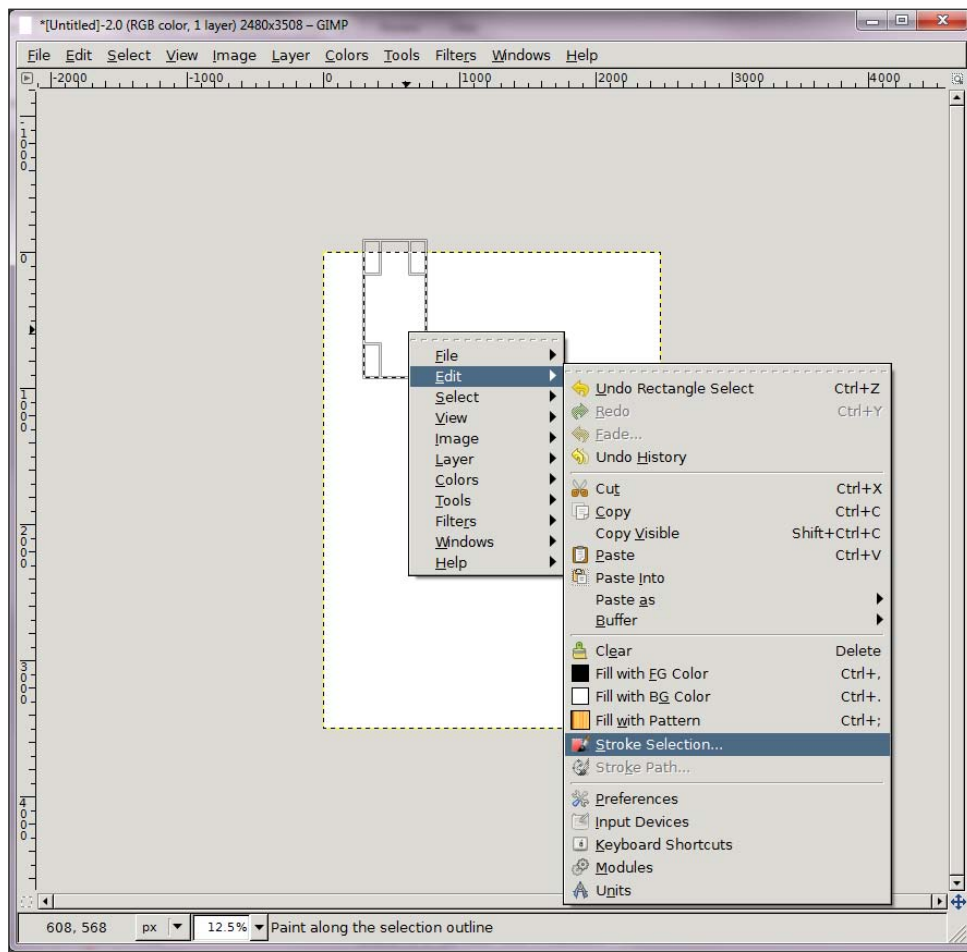 *[Untitled]-2.0 (RGB color, 1 layer) 2480x3508 – GIMP
File Edit Select View Image Layer Colors Tools Filters Windows Help
-2000 -1000 0 1000 2000 3000 4000
-1000
0
1000
2000
3000
4000
File
Edit
Select
View
Image
Layer
Colors
Tools
Filters
Windows
Help
Undo Rectangle Select Ctrl+Z
Redo Ctrl+Y
Fade...
Undo History
Cut Ctrl+X
Copy Ctrl+C
Copy Visible Shift+Ctrl+C
Paste Ctrl+V
Paste Into
Paste as
Buffer
Clear Delete
Fill with FG Color Ctrl+,
Fill with BG Color Ctrl+.
Fill with Pattern Ctrl+;
Stroke Selection...
Stroke Path...
Preferences
Input Devices
Keyboard Shortcuts
Modules
Units
608, 568 px 12.5% Paint along the selection outline